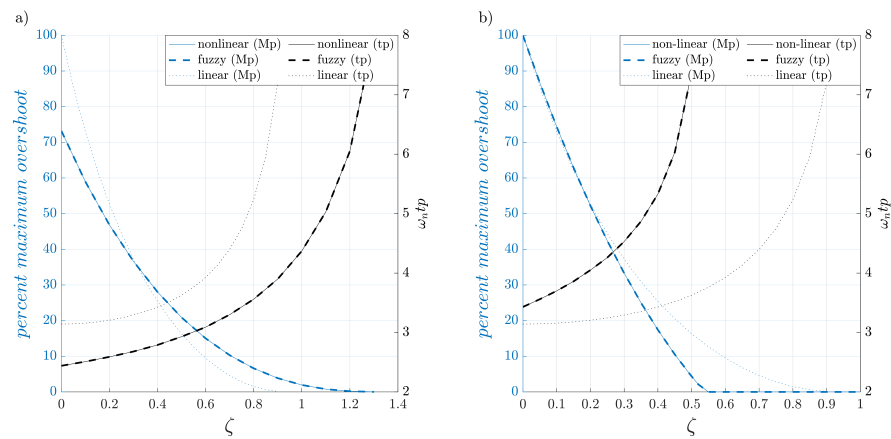 a)
nonlinear (Mp) nonlinear (tp)
fuzzy (Mp) fuzzy (tp)
linear (Mp) linear (tp)
percent maximum overshoot
100
90
80
70
60
50
40
30
20
10
0
8
7
6
5
4
3
2
ωₙtp
0 0.2 0.4 0.6 0.8 1 1.2 1.4
ζ
b)
non-linear (Mp) non-linear (tp)
fuzzy (Mp) fuzzy (tp)
linear (Mp) linear (tp)
percent maximum overshoot
100
90
80
70
60
50
40
30
20
10
0
8
7
6
5
4
3
2
ωₙtp
0 0.1 0.2 0.3 0.4 0.5 0.6 0.7 0.8 0.9 1
ζ